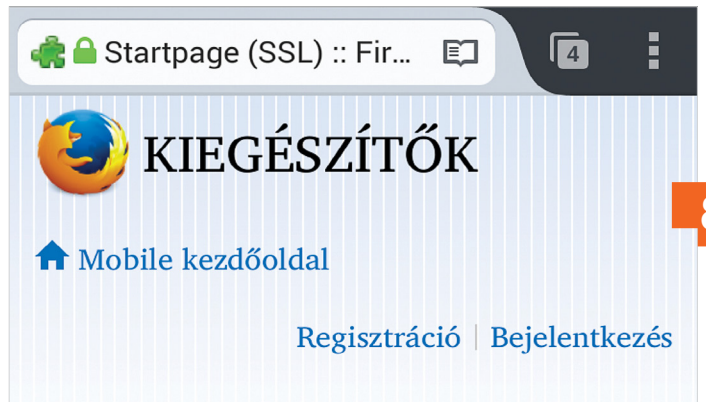 Startpage (SSL) :: Fir...
4
KIEGÉSZÍTŐK
Mobile kezdőoldal
Regisztráció | Bejelentkezés